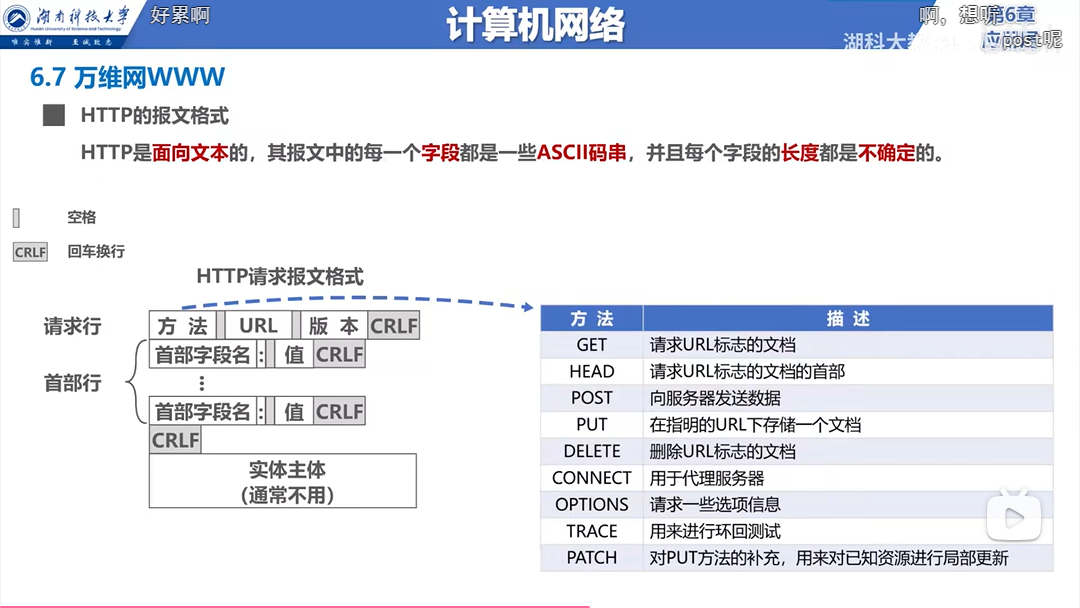 湖南科技大学
Hunan University of Science and Technology
唯实惟新 至诚致志
好累啊
计算机网络
啊，想呢
第6章
post呢
湖科大教
6.7 万维网WWW
HTTP的报文格式
HTTP是面向文本的，其报文中的每一个字段都是一些ASCII码串，并且每个字段的长度都是不确定的。
空格
CRLF 回车换行
HTTP请求报文格式
请求行 方 法 URL 版 本 CRLF
首部字段名 : 值 CRLF
首部行 ⋮
首部字段名 : 值 CRLF
CRLF
实体主体
（通常不用）
方 法 描 述
GET 请求URL标志的文档
HEAD 请求URL标志的文档的首部
POST 向服务器发送数据
PUT 在指明的URL下存储一个文档
DELETE 删除URL标志的文档
CONNECT 用于代理服务器
OPTIONS 请求一些选项信息
TRACE 用来进行环回测试
PATCH 对PUT方法的补充，用来对已知资源进行局部更新